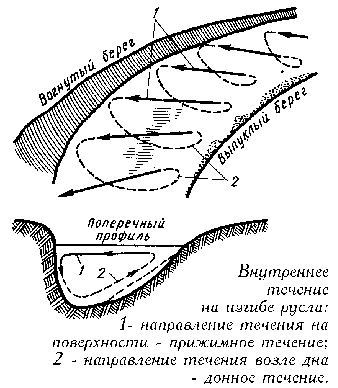 1
Вогнутый берег
Выпуклый берег
2
Поперечный
профиль
1
2
Внутреннее
течение
на изгибе русла:
1- направление течения на
поверхности - прижимное течение;
2 - направление течения возле дна
- донное течение.